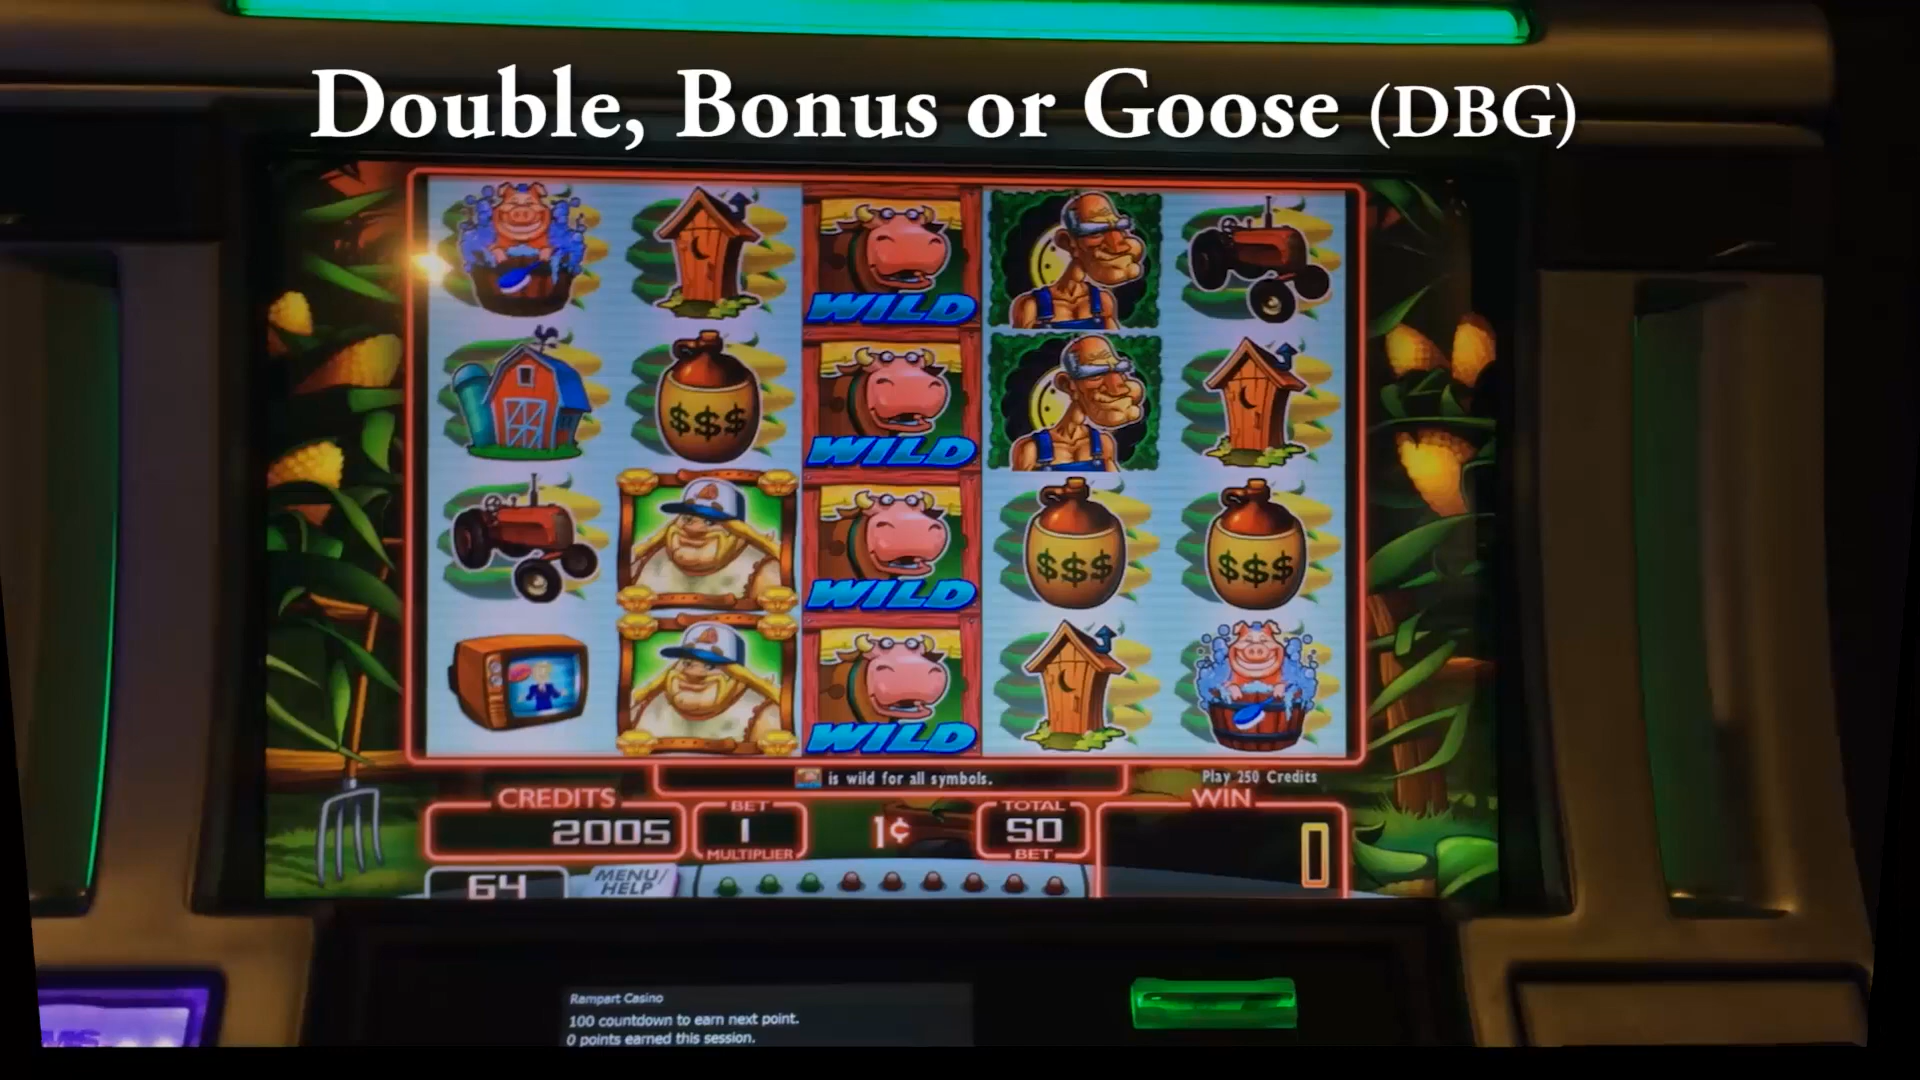 Double, Bonus or Goose (DBG)
WILD
WILD
$$$
WILD
$$$ $$$
WILD
is wild for all symbols.
Play 250 Credits
CREDITS
2005
BET
1
MULTIPLIER
1¢
TOTAL
50
BET
WIN
0
64
MENU/
HELP
Rampart Casino
100 countdown to earn next point.
0 points earned this session.